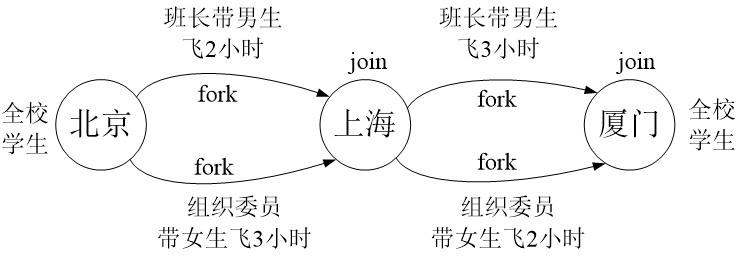 班长带男生
飞2小时
fork
join
班长带男生
飞3小时
fork
join
全校
学生
北京
上海
厦门
全校
学生
fork
组织委员
带女生飞3小时
fork
组织委员
带女生飞2小时